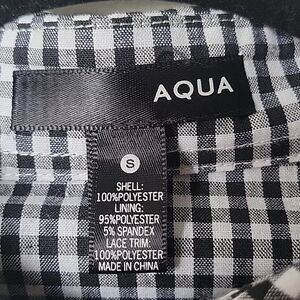 AQUA
S
SHELL:
100%POLYESTER
LINING:
95%POLYESTER
5% SPANDEX
LACE TRIM:
100%POLYESTER
MADE IN CHINA